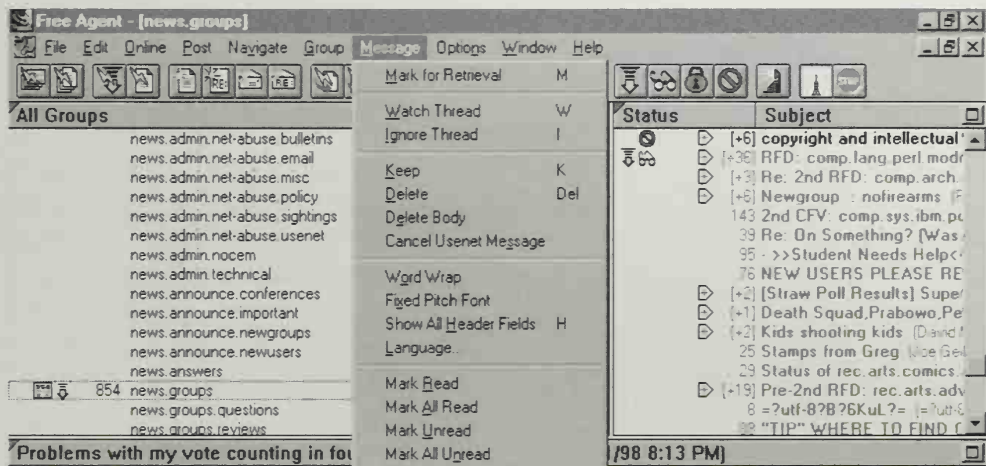 Free Agent - [news.groups]
File Edit Online Post Navigate Group Message Options Window Help
All Groups
news.admin.net-abuse.bulletins
news.admin.net-abuse.email
news.admin.net-abuse.misc
news.admin.net-abuse.policy
news.admin.net-abuse.sightings
news.admin.net-abuse.usenet
news.admin.nocem
news.admin.technical
news.announce.conferences
news.announce.important
news.announce.newgroups
news.announce.newusers
news.answers
854 news.groups
news.groups.questions
news.groups.reviews
Mark for Retrieval M
Watch Thread W
Ignore Thread I
Keep K
Delete Del
Delete Body
Cancel Usenet Message
Word Wrap
Fixed Pitch Font
Show All Header Fields H
Language...
Mark Read
Mark All Read
Mark Unread
Mark All Unread
Status Subject
[+6] copyright and intellectual
[+36] RFD: comp.lang.perl.mod
[+3] Re: 2nd RFD: comp.arch.
[+6] Newgroup : nofirearms
143 2nd CFV: comp.sys.ibm.pc
39 Re: On Something? (Was
95 - >>Student Needs Help<
76 NEW USERS PLEASE RE
[+2] [Straw Poll Results] Super
[+1] Death Squad,Prabowo,Pe
[+2] Kids shooting kids (David
25 Stamps from Greg
29 Status of rec.arts.comics.
[+19] Pre-2nd RFD: rec.arts.adv
8 =?utf-8?B?6KuL?=
"TIP" WHERE TO FIND
Problems with my vote counting in fou
/98 8:13 PM)